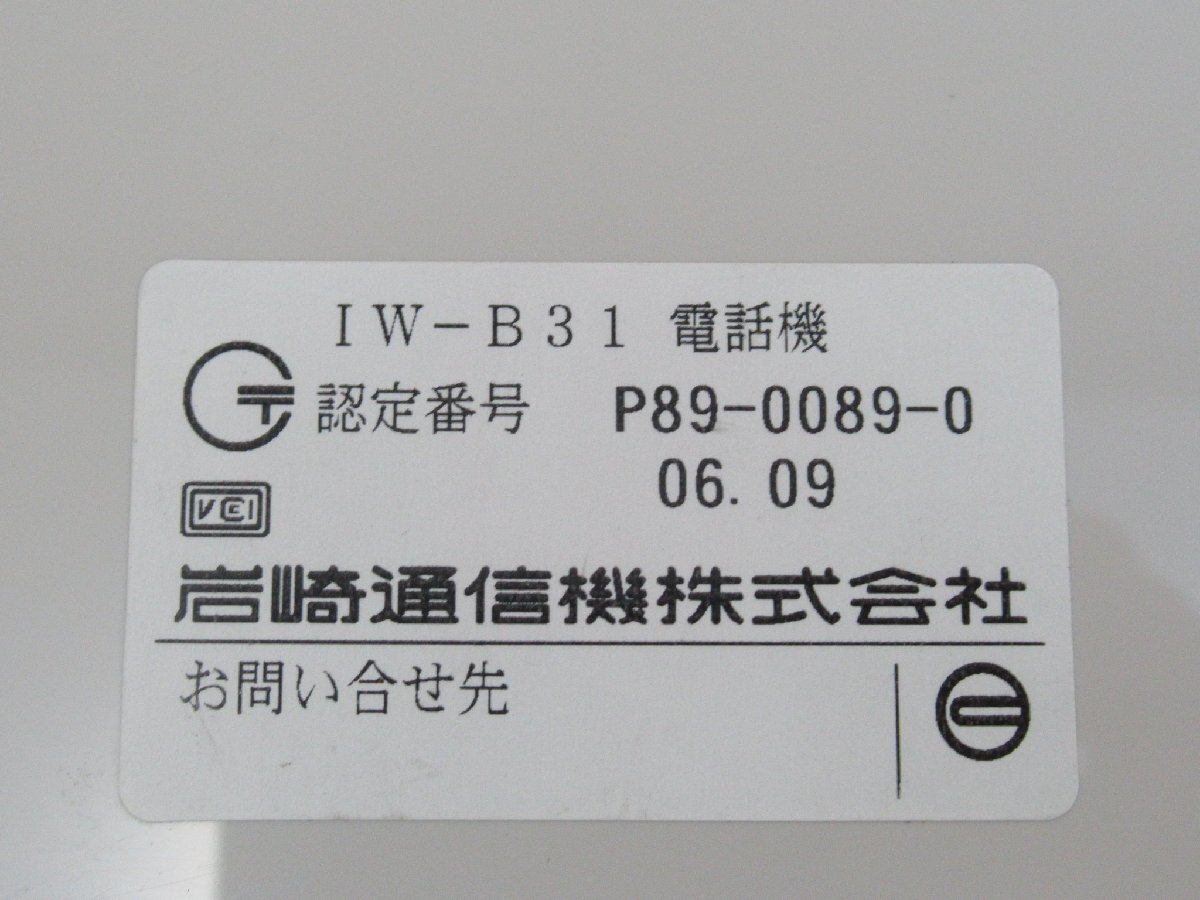 IW-B31 電話機
認定番号 P89-0089-0
06. 09
VCI
岩崎通信機株式会社
お問い合せ先